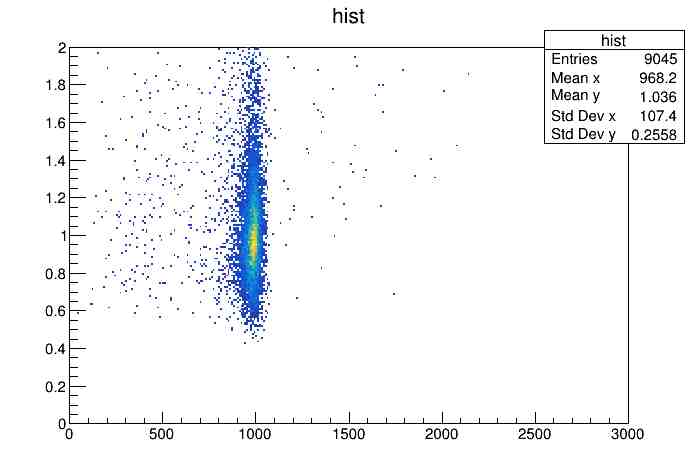 hist
hist
Entries 9045
Mean x 968.2
Mean y 1.036
Std Dev x 107.4
Std Dev y 0.2558
2
1.8
1.6
1.4
1.2
1
0.8
0.6
0.4
0.2
0
0 500 1000 1500 2000 2500 3000